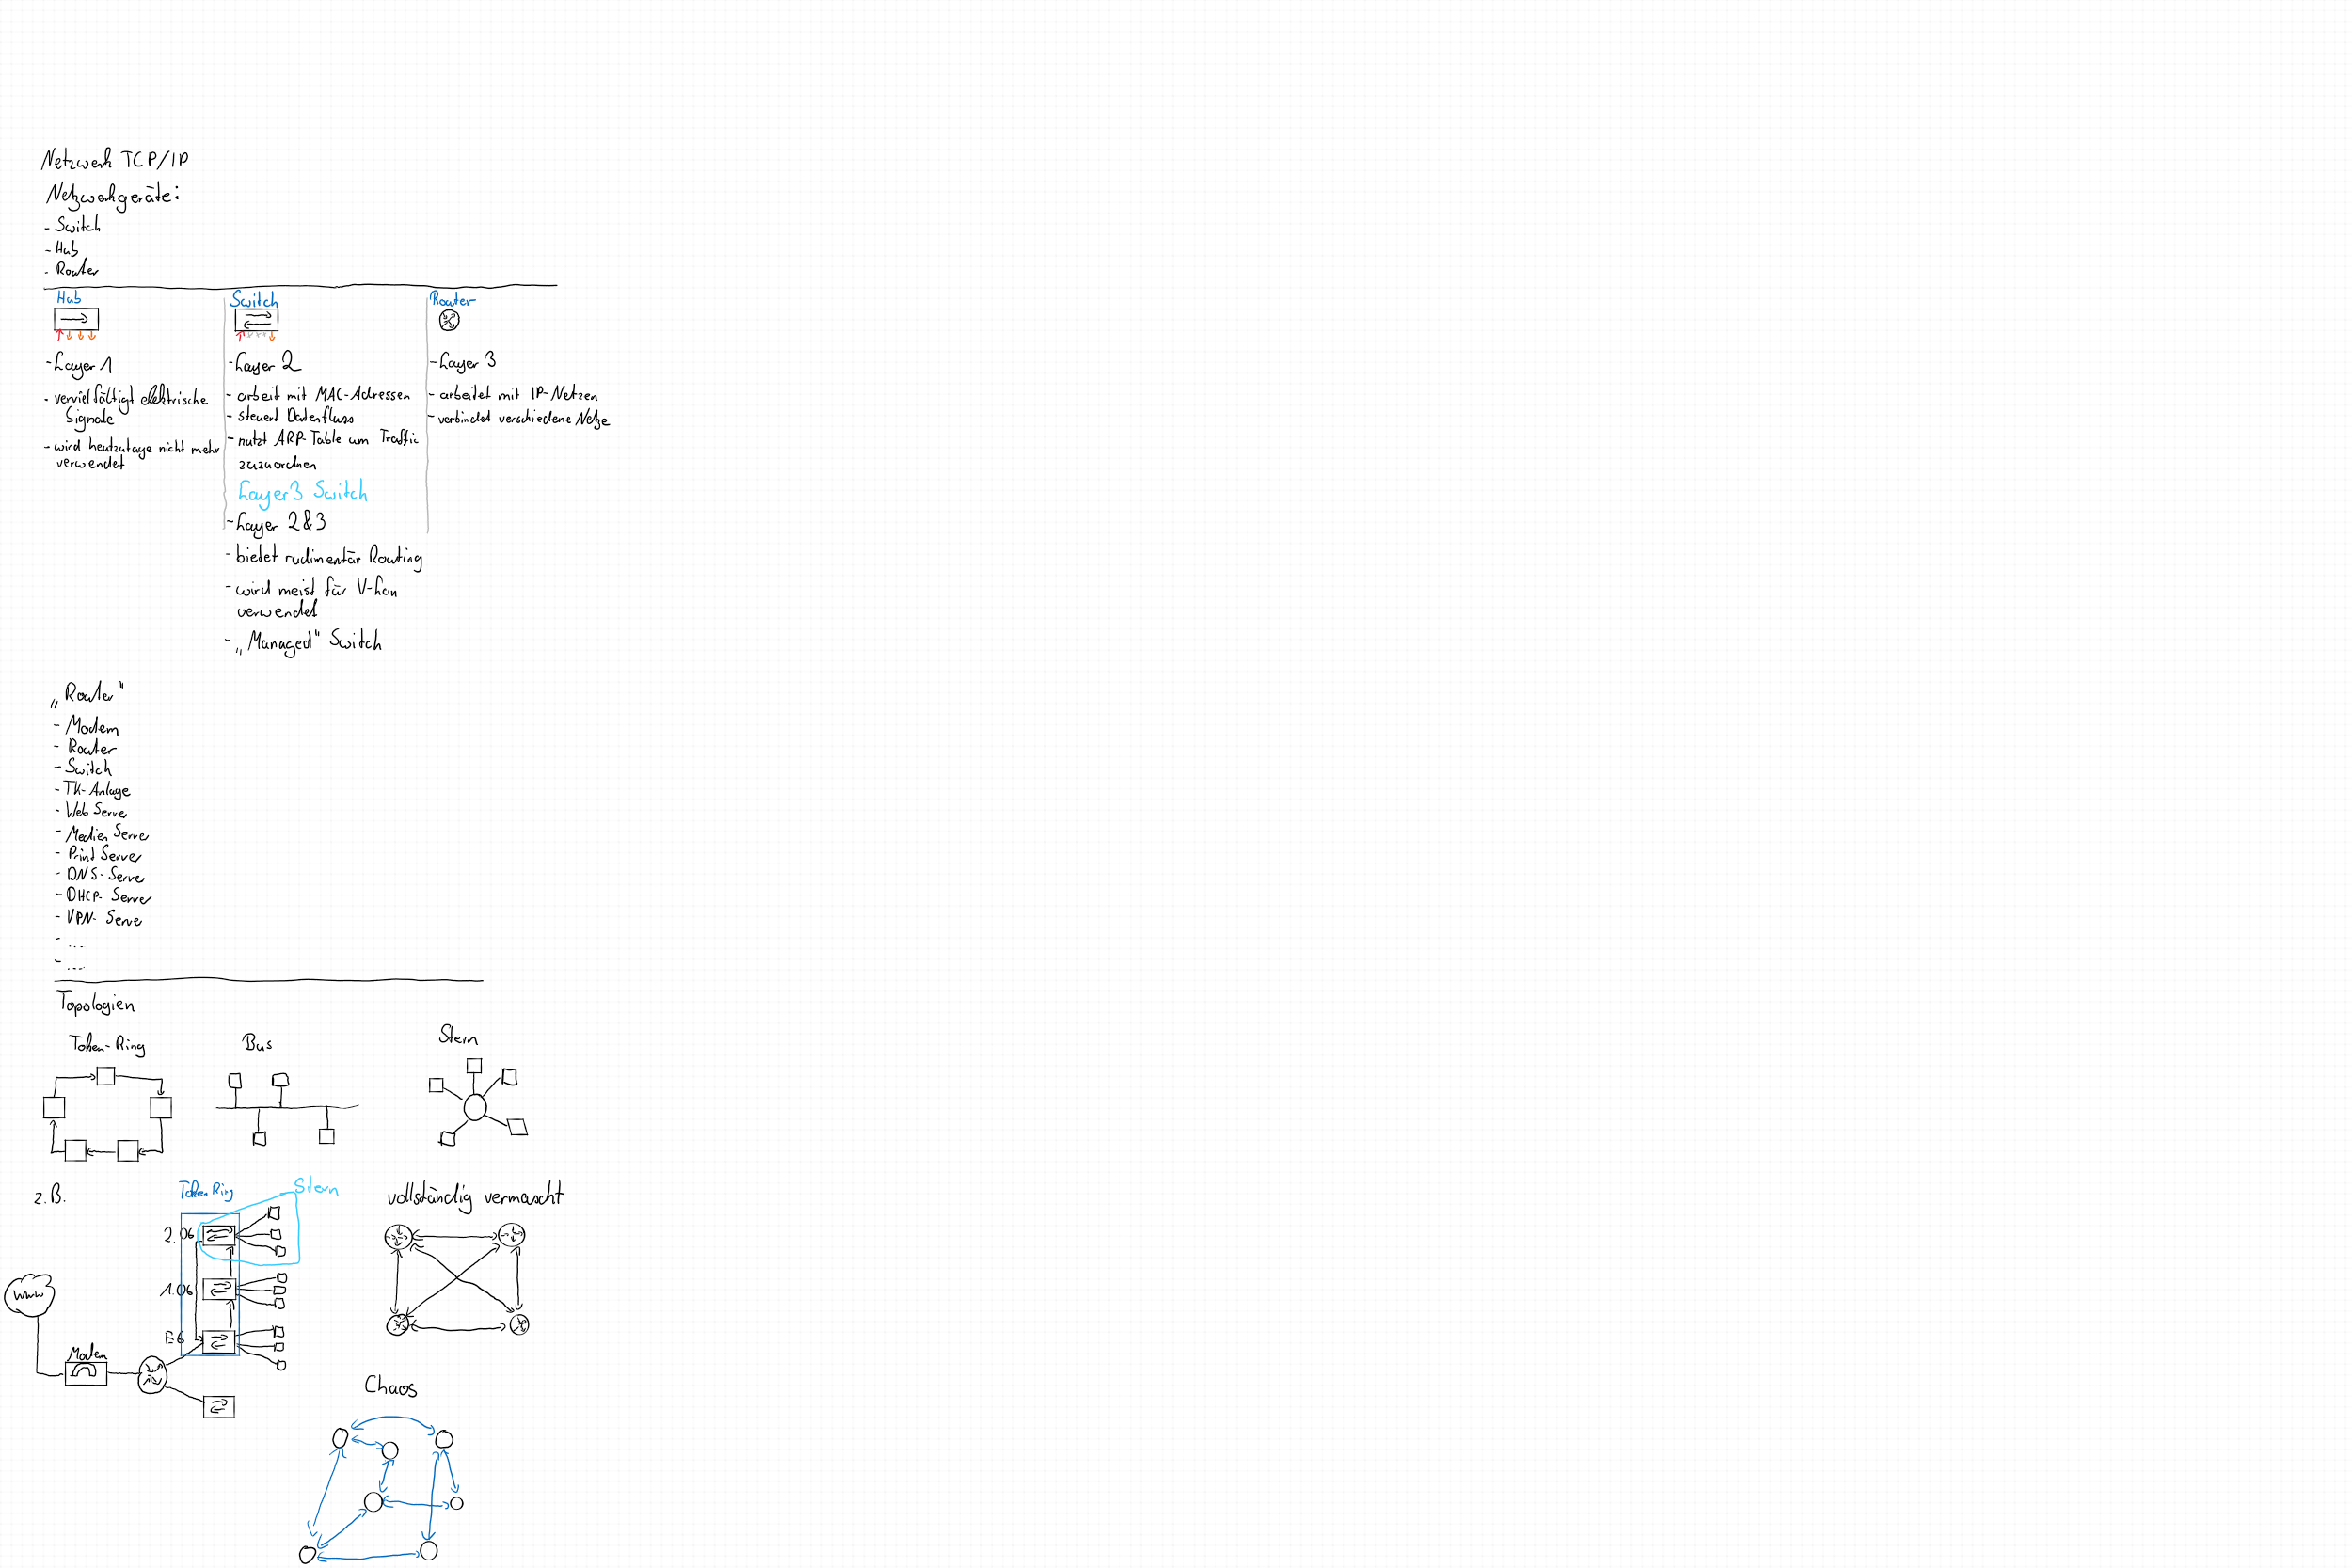 Netzwerk TCP/IP
Netzwerkgeräte:
- Switch
- Hub
- Router
Hub
- Layer 1
- vervielfältigt elektrische
Signale
- wird heutzutage nicht mehr
verwendet
Switch
- Layer 2
- arbeit mit MAC-Adressen
- steuert Datenfluss
- nutzt ARP-Table um Traffic
zuzuordnen
Layer3 Switch
- Layer 2&3
- bietet rudimentär Routing
- wird meist für V-Lan
verwendet
- „Managed“ Switch
Router
- Layer 3
- arbeitet mit IP-Netzen
- verbindet verschiedene Netze
„Router“
- Modem
- Router
- Switch
- TK-Anlage
- Web Server
- Medien Server
- Print Server
- DNS-Server
- DHCP-Server
- VPN-Server
- ...
- ....
Topologien
Token-Ring
Bus
Stern
z.B.
Token Ring
Stern
2.06
1.06
E6
www
Modem
vollständig vermascht
Chaos